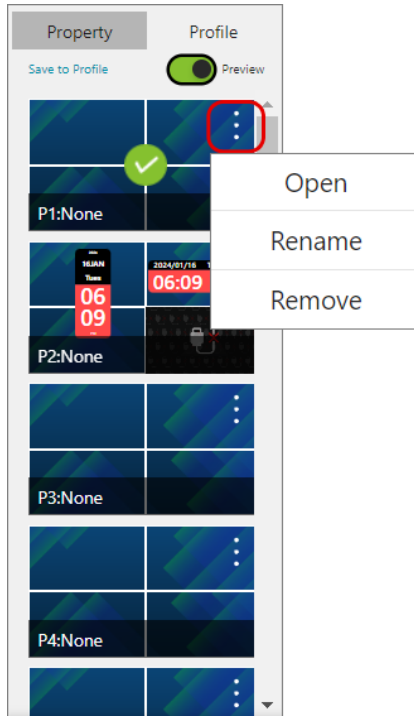 Property
Profile
Save to Profile
Preview
P1:None
Open
Rename
Remove
16JAN
Tues
06
09
2024/01/16
06:09
P2:None
P3:None
P4:None